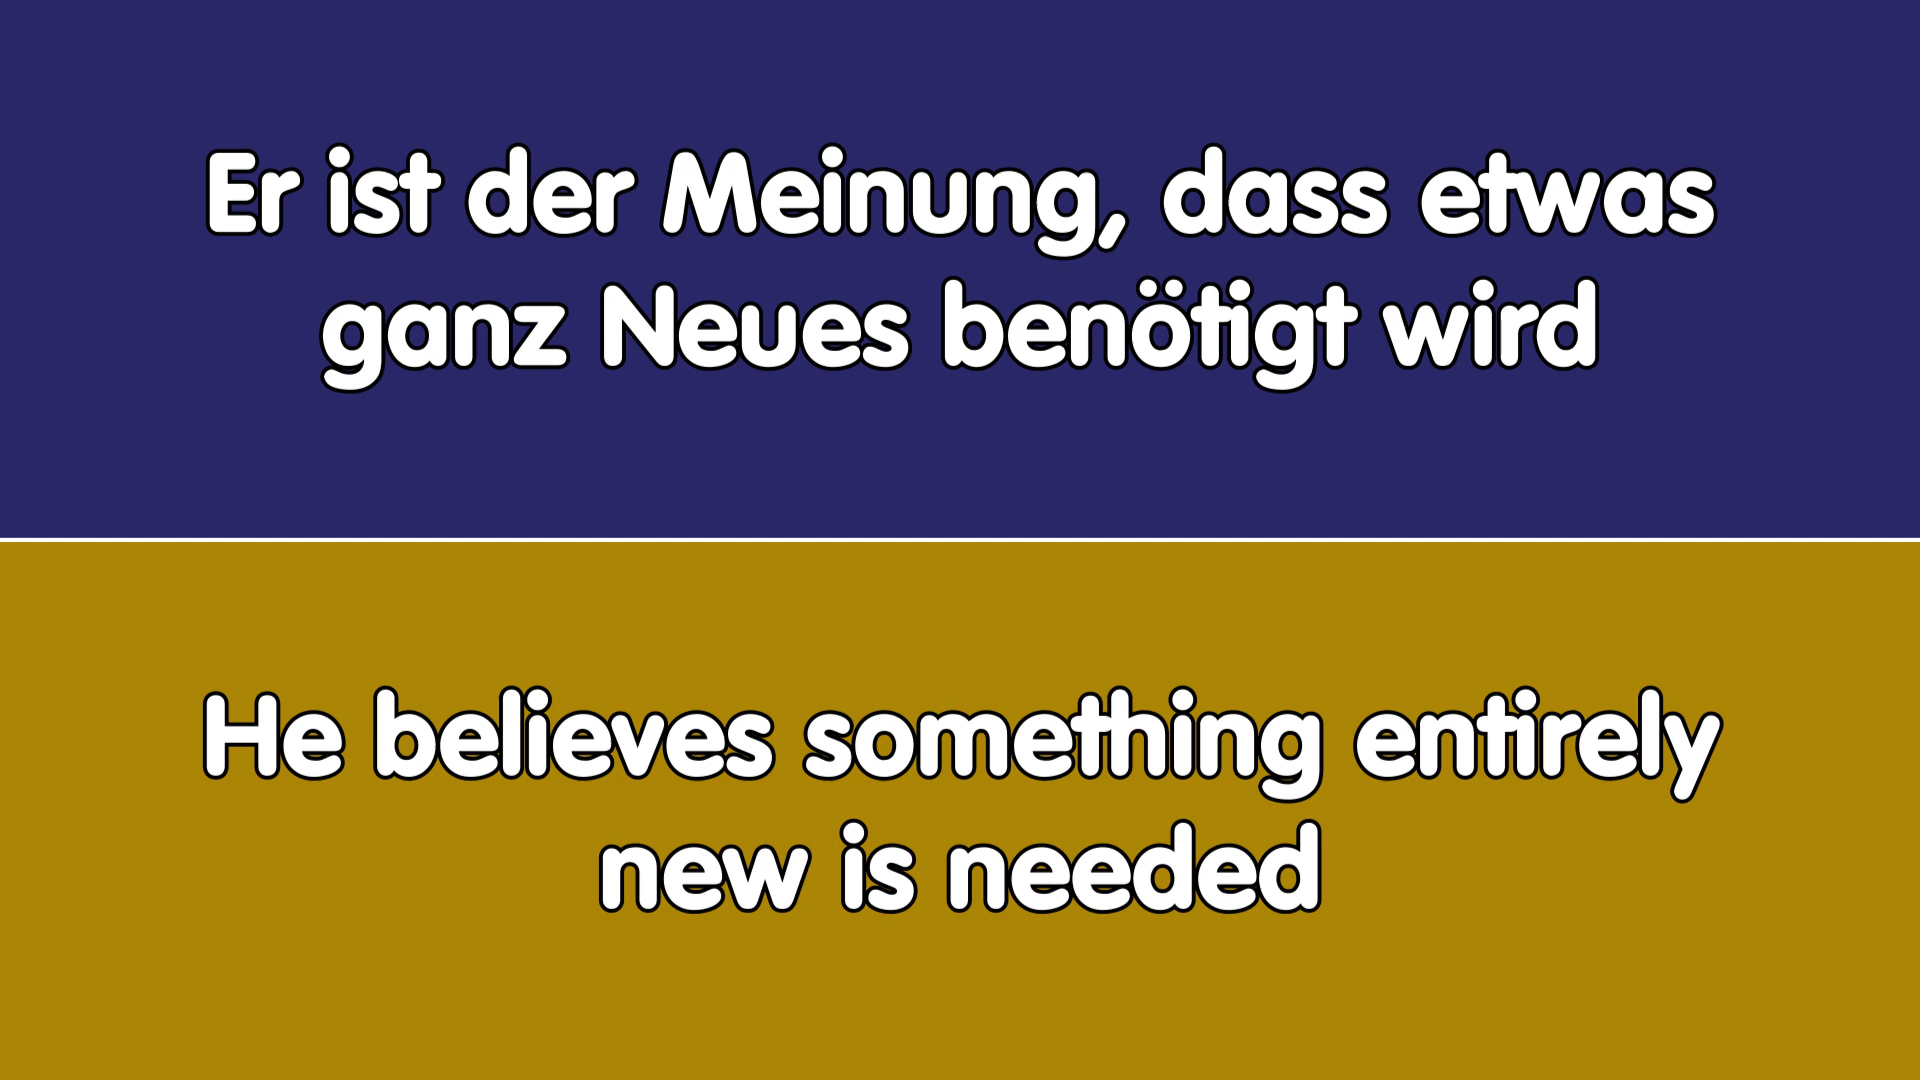 Er ist der Meinung, dass etwas
ganz Neues benötigt wird
He believes something entirely
new is needed